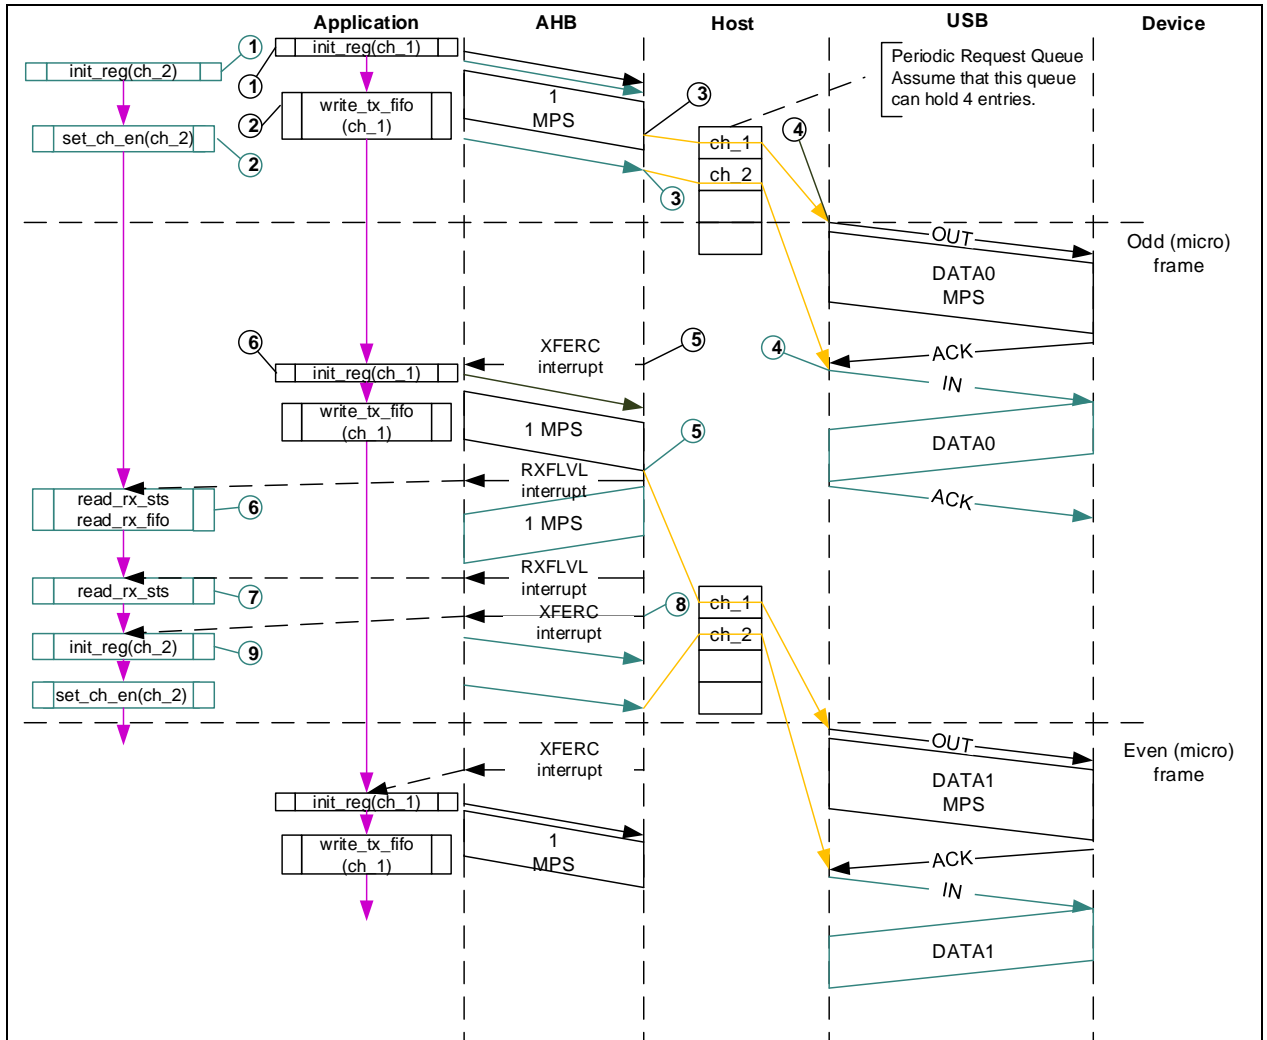 Application
AHB
Host
USB
Device
1
init_reg(ch_1)
init_reg(ch_2)
1
Periodic Request Queue
Assume that this queue
can hold 4 entries.
1
MPS
3
2
write_tx_fifo
(ch_1)
4
set_ch_en(ch_2)
ch_1
2
ch_2
3
OUT
Odd (micro)
frame
DATA0
MPS
6
XFERC
interrupt
5
4
ACK
init_reg(ch_1)
IN
write_tx_fifo
(ch_1)
1 MPS
5
DATA0
RXFLVL
interrupt
read_rx_sts
read_rx_fifo
6
ACK
1 MPS
RXFLVL
interrupt
read_rx_sts
7
8
ch_1
XFERC
interrupt
init_reg(ch_2)
9
ch_2
set_ch_en(ch_2)
OUT
Even (micro)
frame
XFERC
interrupt
DATA1
MPS
init_reg(ch_1)
write_tx_fifo
(ch_1)
1
MPS
ACK
IN
DATA1